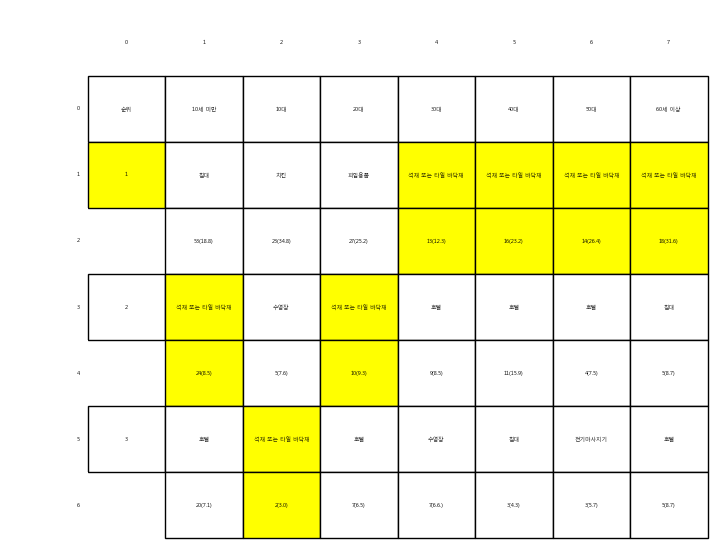 0 1 2 3 4 5 6 7
0 순위 10세 미만 10대 20대 30대 40대 50대 60세 이상
1 1 침대 치킨 피임용품 석재 또는 타일 바닥재 석재 또는 타일 바닥재 석재 또는 타일 바닥재 석재 또는 타일 바닥재
2 53(18.8) 23(34.8) 27(25.2) 13(12.3) 16(23.2) 14(26.4) 18(31.6)
3 2 석재 또는 타일 바닥재 수영장 석재 또는 타일 바닥재 호텔 호텔 호텔 침대
4 24(8.5) 5(7.6) 10(9.3) 9(8.5) 11(15.9) 4(7.5) 5(8.7)
5 3 호텔 석재 또는 타일 바닥재 호텔 수영장 침대 전기마사지기 호텔
6 20(7.1) 2(3.0) 7(6.5) 7(6.6.) 3(4.3) 3(5.7) 5(8.7)